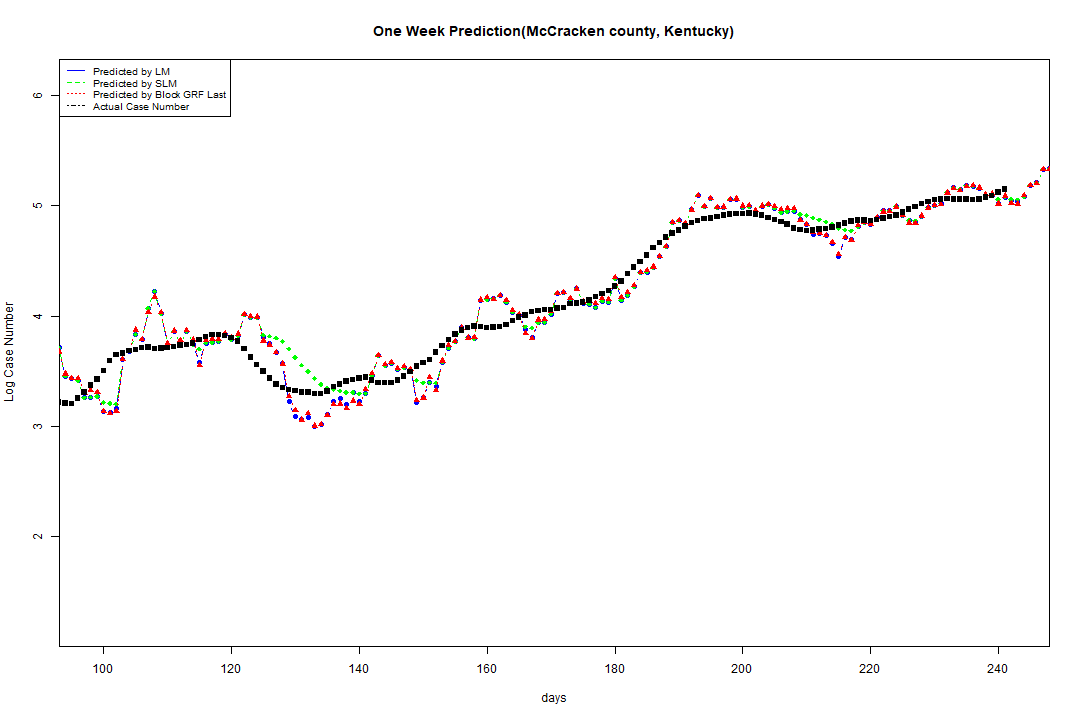 One Week Prediction(McCracken county, Kentucky)
Predicted by LM
Predicted by SLM
Predicted by Block GRF Last
Actual Case Number
6
5
4
3
2
Log Case Number
100 120 140 160 180 200 220 240
days